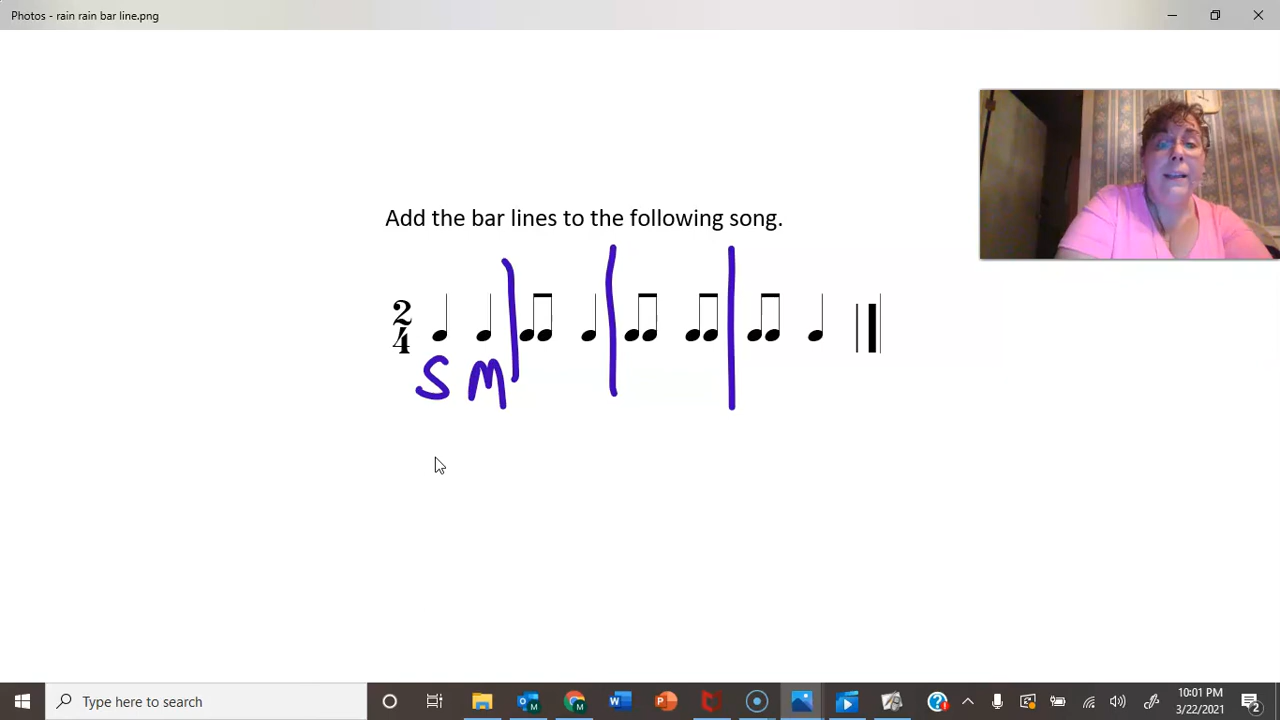 Photos - rain rain bar line.png
Add the bar lines to the following song.
2
4
S M
Type here to search
10:01 PM
3/22/2021
2